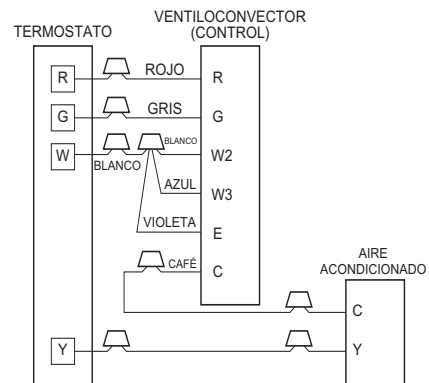 VENTILOCONVECTOR
(CONTROL)
TERMOSTATO
R ROJO R
G GRIS G
W BLANCO BLANCO W2
AZUL W3
VIOLETA E
CAFÉ C
AIRE
ACONDICIONADO
C
Y Y